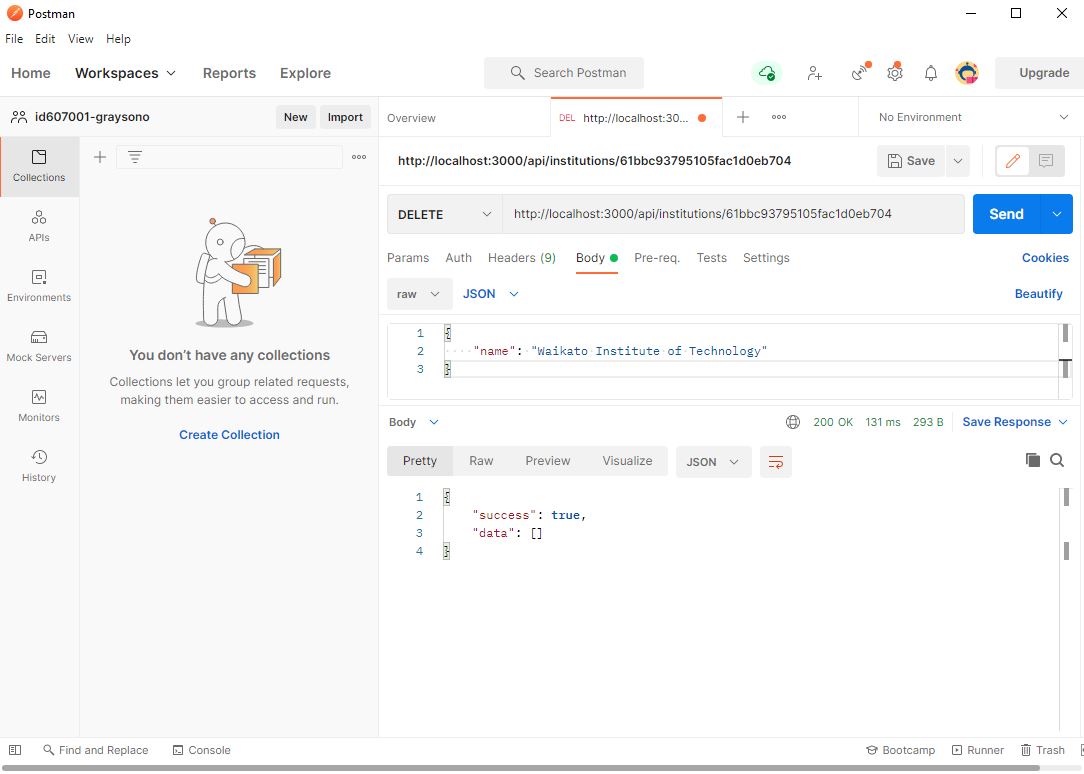 Postman
File Edit View Help
Home Workspaces Reports Explore Search Postman Upgrade
id607001-graysono New Import
Overview DEL http://localhost:30... No Environment
Collections
APIs
Environments
Mock Servers
Monitors
History
You don't have any collections
Collections let you group related requests,
making them easier to access and run.
Create Collection
http://localhost:3000/api/institutions/61bbc93795105fac1d0eb704 Save
DELETE http://localhost:3000/api/institutions/61bbc93795105fac1d0eb704 Send
Params Auth Headers (9) Body Pre-req. Tests Settings Cookies
raw JSON Beautify
1 {
2 "name": "Waikato Institute of Technology"
3 }
Body 200 OK 131 ms 293 B Save Response
Pretty Raw Preview Visualize JSON
1 {
2 "success": true,
3 "data": []
4 }
Find and Replace Console Bootcamp Runner Trash